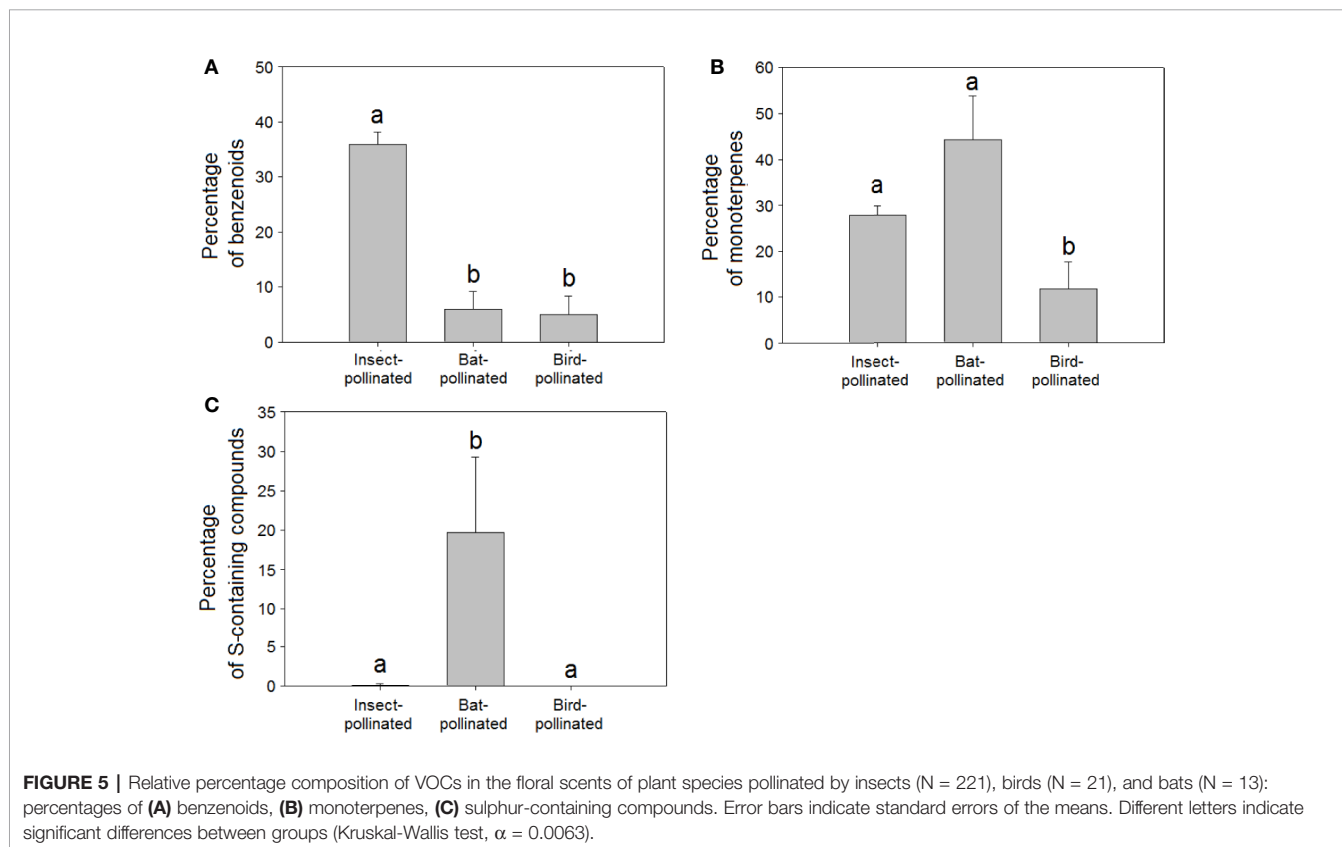 A
50
40
30
20
10
0
Percentage
of benzenoids
a
b
b
Insect-
pollinated
Bat-
pollinated
Bird-
pollinated
B
60
50
40
30
20
10
0
Percentage
of monoterpenes
a
a
b
Insect-
pollinated
Bat-
pollinated
Bird-
pollinated
C
35
30
25
20
15
10
5
0
Percentage
of S-containing compounds
a
b
a
Insect-
pollinated
Bat-
pollinated
Bird-
pollinated
FIGURE 5 | Relative percentage composition of VOCs in the floral scents of plant species pollinated by insects (N = 221), birds (N = 21), and bats (N = 13):
percentages of (A) benzenoids, (B) monoterpenes, (C) sulphur-containing compounds. Error bars indicate standard errors of the means. Different letters indicate
significant differences between groups (Kruskal-Wallis test, α = 0.0063).